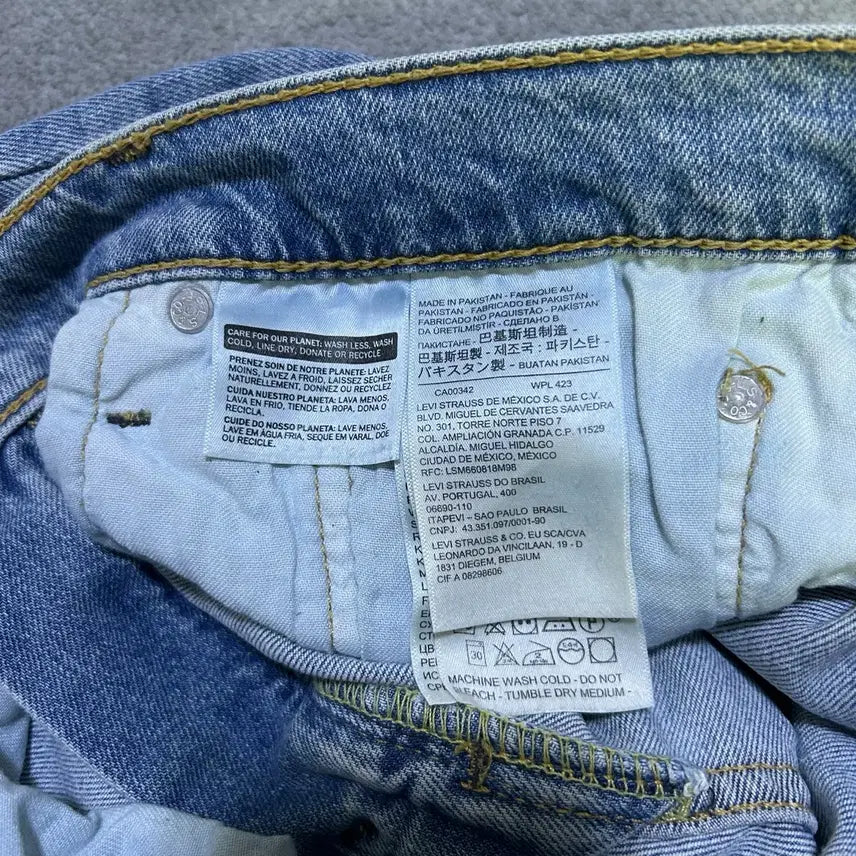 CARE FOR OUR PLANET: WASH LESS, WASH
COLD, LINE DRY, DONATE OR RECYCLE
PRENEZ SOIN DE NOTRE PLANETE: LAVEZ
MOINS, LAVEZ A FROID, LAISSEZ SÉCHER
NATURELLEMENT, DONNEZ OU RECYCLEZ
CUIDA NUESTRO PLANETA: LAVA MENOS,
LAVA EN FRIO, TIENDE LA ROPA, DONA O
RECICLA.
CUIDE DO NOSSO PLANETA: LAVE MENOS,
LAVE EM ÁGUA FRIA, SEQUE EM VARAL, DOE
OU RECICLE.
MADE IN PAKISTAN - FABRIQUE AU
PAKISTAN - FABRICADO EN PAKISTÁN -
FABRICADO NO PAQUISTÃO - PAKİSTAN'
DA ÜRETİLMİŞTİR - СДЕЛАНО В
ПАКИСТАНЕ - 巴基斯坦制造 -
巴基斯坦製 - 제조국 : 파키스탄 -
パキスタン製 - BUATAN PAKISTAN
CA00342 WPL 423
LEVI STRAUSS DE MÉXICO S.A. DE C.V.
BLVD. MIGUEL DE CERVANTES SAAVEDRA
NO. 301, TORRE NORTE PISO 7
COL. AMPLIACIÓN GRANADA C.P. 11529
ALCALDÍA. MIGUEL HIDALGO
CIUDAD DE MÉXICO, MÉXICO
RFC: LSM660818M98
LEVI STRAUSS DO BRASIL
AV. PORTUGAL, 400
06690-110
ITAPEVI – SAO PAULO BRASIL
CNPJ: 43.351.097/0001-90
LEVI STRAUSS & CO. EU SCA/CVA
LEONARDO DA VINCILAAN, 19 - D
1831 DIEGEM, BELGIUM
CIF A 08298606
30
MACHINE WASH COLD - DO NOT
BLEACH - TUMBLE DRY MEDIUM -